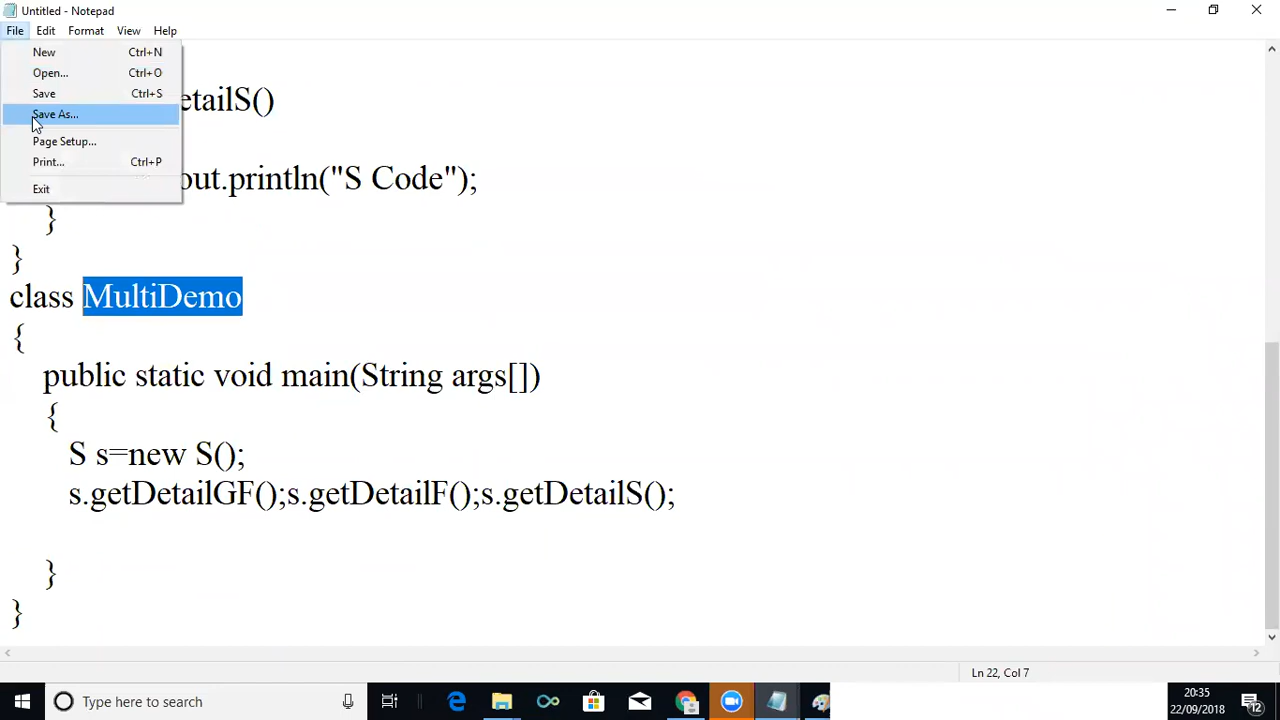 Untitled - Notepad
File Edit Format View Help
New Ctrl+N
Open... Ctrl+O
Save Ctrl+S
Save As...
Page Setup...
Print... Ctrl+P
Exit
etailS()
out.println("S Code");
}
}
class MultiDemo
{
public static void main(String args[])
{
S s=new S();
s.getDetailGF();s.getDetailF();s.getDetailS();
}
}
Ln 22, Col 7
Type here to search
20:35
22/09/2018
12